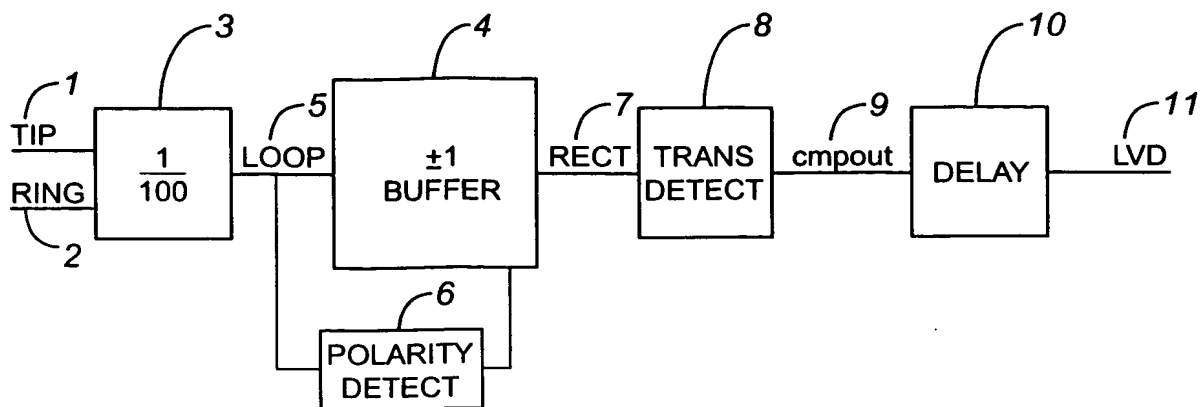 3
4
8
10
1
5
7
9
11
TIP
RING
2
1
100
LOOP
±1
BUFFER
RECT
TRANS
DETECT
cmpout
DELAY
LVD
6
POLARITY
DETECT